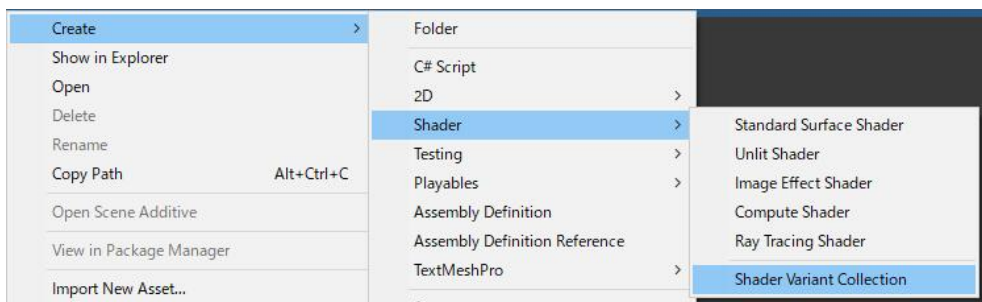 Create
Show in Explorer
Open
Delete
Rename
Copy Path Alt+Ctrl+C
Open Scene Additive
View in Package Manager
Import New Asset...
Folder
C# Script
2D
Shader
Testing
Playables
Assembly Definition
Assembly Definition Reference
TextMeshPro
Standard Surface Shader
Unlit Shader
Image Effect Shader
Compute Shader
Ray Tracing Shader
Shader Variant Collection